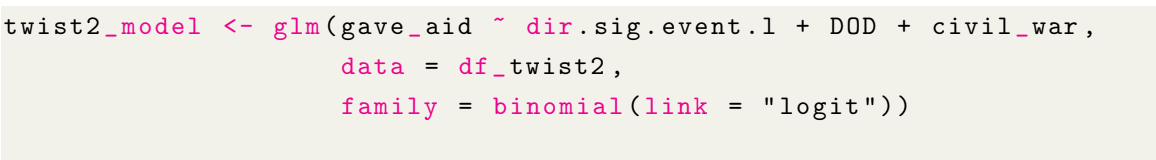 twist2_model <- glm(gave_aid ~ dir.sig.event.l + DOD + civil_war,
data = df_twist2,
family = binomial(link = "logit"))